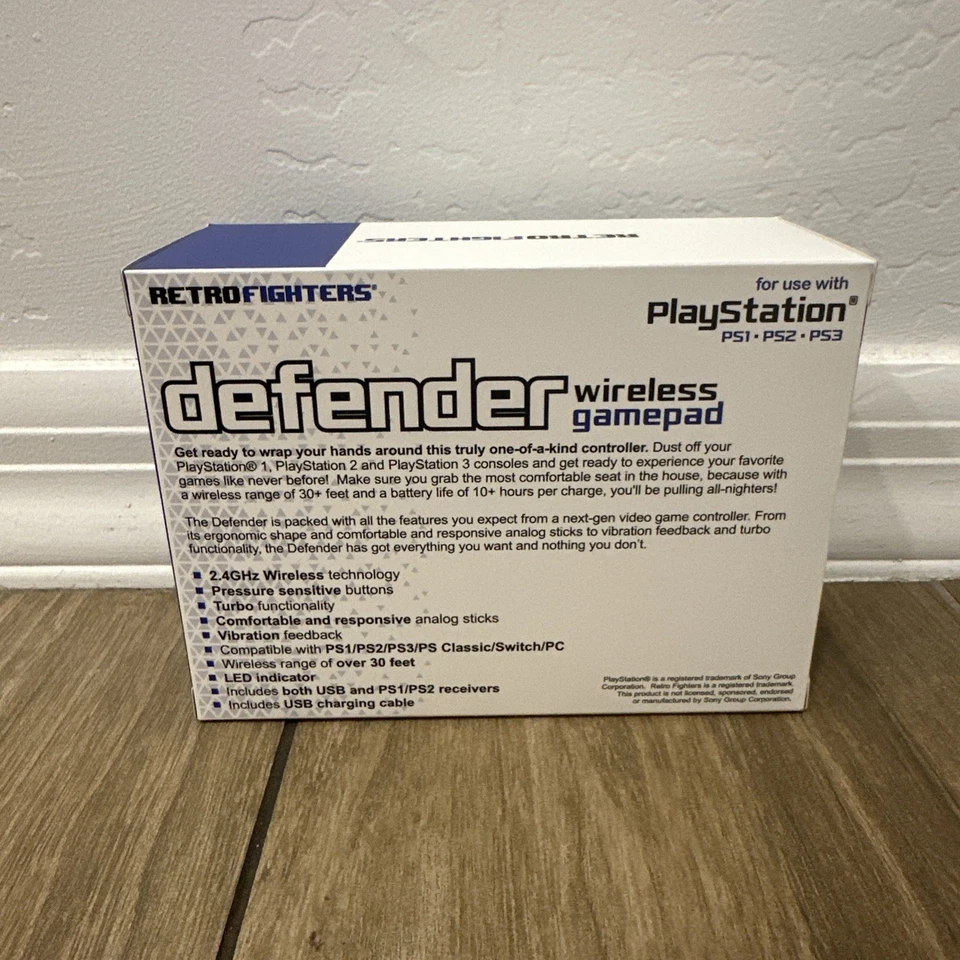 RETROFIGHTERS
RETROFIGHTERS®
for use with
PlayStation®
PS1 • PS2 • PS3
defender wireless
gamepad
Get ready to wrap your hands around this truly one-of-a-kind controller. Dust off your
PlayStation® 1, PlayStation 2 and PlayStation 3 consoles and get ready to experience your favorite
games like never before! Make sure you grab the most comfortable seat in the house, because with
a wireless range of 30+ feet and a battery life of 10+ hours per charge, you'll be pulling all-nighters!
The Defender is packed with all the features you expect from a next-gen video game controller. From
its ergonomic shape and comfortable and responsive analog sticks to vibration feedback and turbo
functionality, the Defender has got everything you want and nothing you don't.
▪ 2.4GHz Wireless technology
▪ Pressure sensitive buttons
▪ Turbo functionality
▪ Comfortable and responsive analog sticks
▪ Vibration feedback
▪ Compatible with PS1/PS2/PS3/PS Classic/Switch/PC
▪ Wireless range of over 30 feet
▪ LED indicator
▪ Includes both USB and PS1/PS2 receivers
▪ Includes USB charging cable
PlayStation® is a registered trademark of Sony Group
Corporation. Retro Fighters is a registered trademark.
This product is not licensed, sponsored, endorsed
or manufactured by Sony Group Corporation.